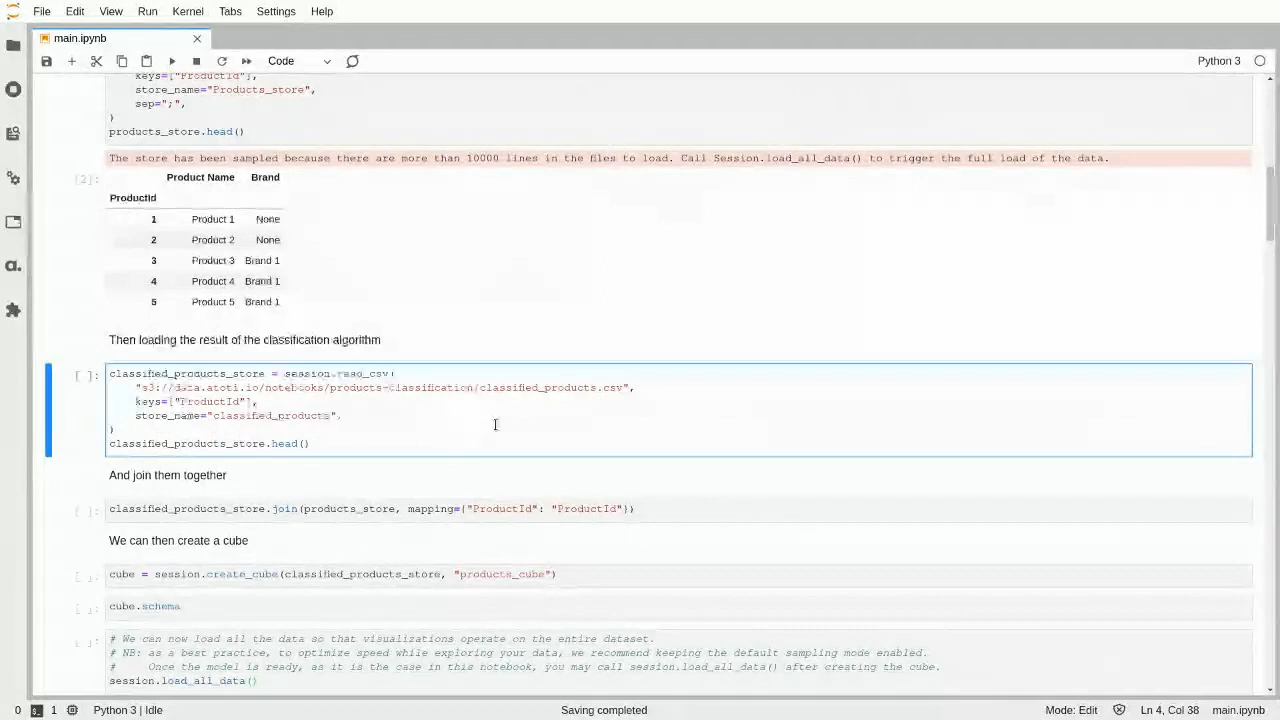 File Edit View Run Kernel Tabs Settings Help
main.ipynb
Code
Python 3
keys=["ProductId"],
store_name="Products_store",
sep=";",
)
products_store.head()
The store has been sampled because there are more than 10000 lines in the files to load. Call Session.load_all_data() to trigger the full load of the data.
[2]:
Product Name Brand
ProductId
1 Product 1 None
2 Product 2 None
3 Product 3 Brand 1
4 Product 4 Brand 1
5 Product 5 Brand 1
Then loading the result of the classification algorithm
[ ]: classified_products_store = session.read_csv(
"s3://data.atoti.io/notebooks/products-classification/classified_products.csv",
keys=["ProductId"],
store_name="classified_products",
)
classified_products_store.head()
And join them together
[ ]: classified_products_store.join(products_store, mapping={"ProductId": "ProductId"})
We can then create a cube
[ ]: cube = session.create_cube(classified_products_store, "products_cube")
[ ]: cube.schema
[ ]: # We can now load all the data so that visualizations operate on the entire dataset.
# NB: as a best practice, to optimize speed while exploring your data, we recommend keeping the default sampling mode enabled.
# Once the model is ready, as it is the case in this notebook, you may call session.load_all_data() after creating the cube.
session.load_all_data()
0 1 Python 3 | Idle Saving completed Mode: Edit Ln 4, Col 38 main.ipynb